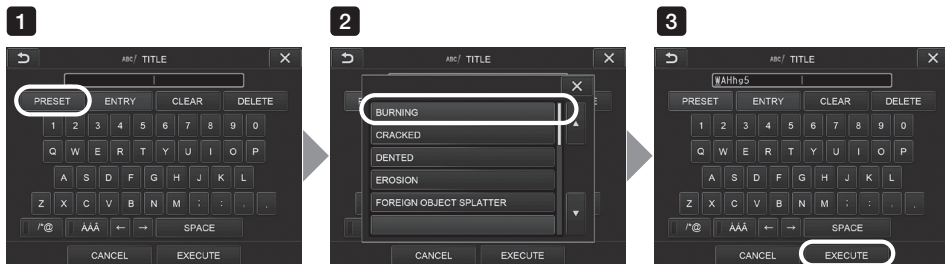 1
2
3
ABC/ TITLE
PRESET ENTRY CLEAR DELETE
1 2 3 4 5 6 7 8 9 0
Q W E R T Y U I O P
A S D F G H J K L
Z X C V B N M ; : , .
/*@ ÀÁÂ ← → SPACE
CANCEL EXECUTE
ABC/ TITLE
BURNING
CRACKED
DENTED
EROSION
FOREIGN OBJECT SPLATTER
CANCEL EXECUTE
ABC/ TITLE
WAHhg5
PRESET ENTRY CLEAR DELETE
1 2 3 4 5 6 7 8 9 0
Q W E R T Y U I O P
A S D F G H J K L
Z X C V B N M ; : , .
/*@ ÀÁÂ ← → SPACE
CANCEL EXECUTE